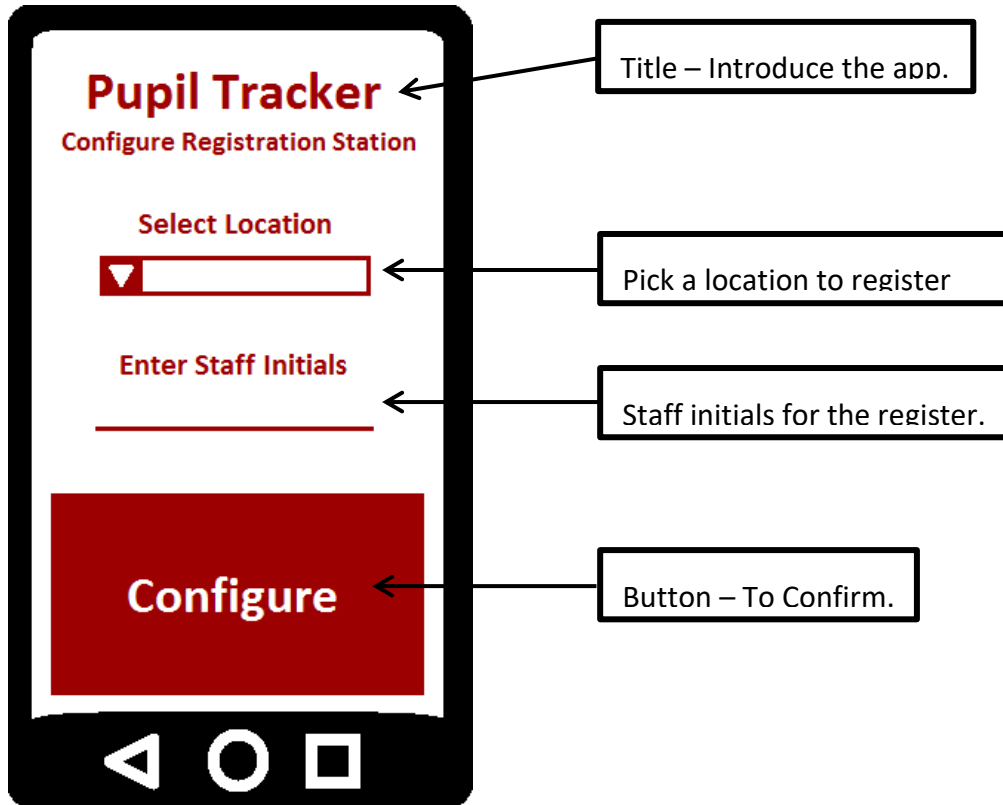 Pupil Tracker
Configure Registration Station
Select Location
Enter Staff Initials
Configure
Title – Introduce the app.
Pick a location to register
Staff initials for the register.
Button – To Confirm.